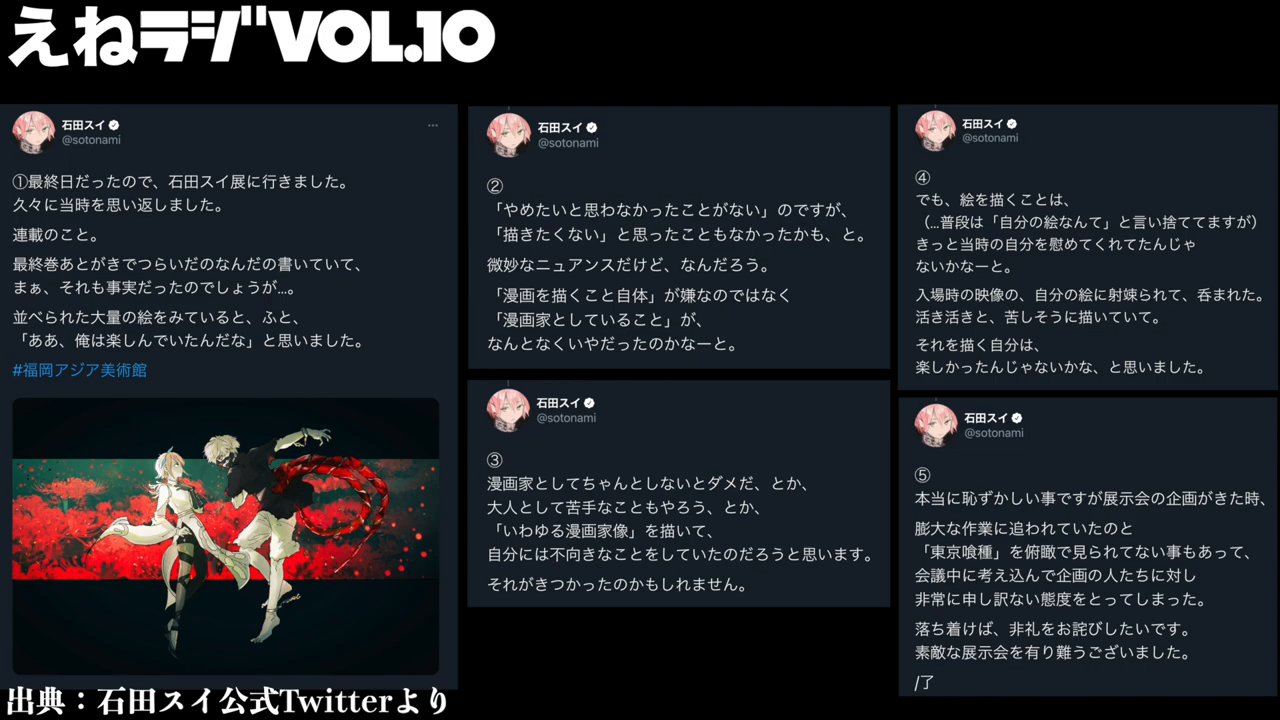 えねラジVOL.10
石田スイ
@sotonami
①最終日だったので、石田スイ展に行きました。
久々に当時を思い返しました。
連載のこと。
最終巻あとがきでつらいだのなんだの書いていて、
まぁ、それも事実だったのでしょうが…。
並べられた大量の絵をみていると、ふと、
「ああ、俺は楽しんでいたんだな」と思いました。
#福岡アジア美術館
石田スイ
@sotonami
②
「やめたいと思わなかったことがない」のですが、
「描きたくない」と思ったこともなかったかも、と。
微妙なニュアンスだけど、なんだろう。
「漫画を描くこと自体」が嫌なのではなく
「漫画家としていること」が、
なんとなくいやだったのかなーと。
石田スイ
@sotonami
③
漫画家としてちゃんとしないとダメだ、とか、
大人として苦手なこともやろう、とか、
「いわゆる漫画家像」を描いて、
自分には不向きなことをしていたのだろうと思います。
それがきつかったのかもしれません。
石田スイ
@sotonami
④
でも、絵を描くことは、
（…普段は「自分の絵なんて」と言い捨ててますが）
きっと当時の自分を慰めてくれてたんじゃ
ないかなーと。
入場時の映像の、自分の絵に射竦られて、呑まれた。
活き活きと、苦しそうに描いていて。
それを描く自分は、
楽しかったんじゃないかな、と思いました。
石田スイ
@sotonami
⑤
本当に恥ずかしい事ですが展示会の企画がきた時、
膨大な作業に追われていたのと
「東京喰種」を俯瞰で見られてない事もあって、
会議中に考え込んで企画の人たちに対し
非常に申し訳ない態度をとってしまった。
落ち着けば、非礼をお詫びしたいです。
素敵な展示会を有り難うございました。
/了
出典：石田スイ公式Twitterより